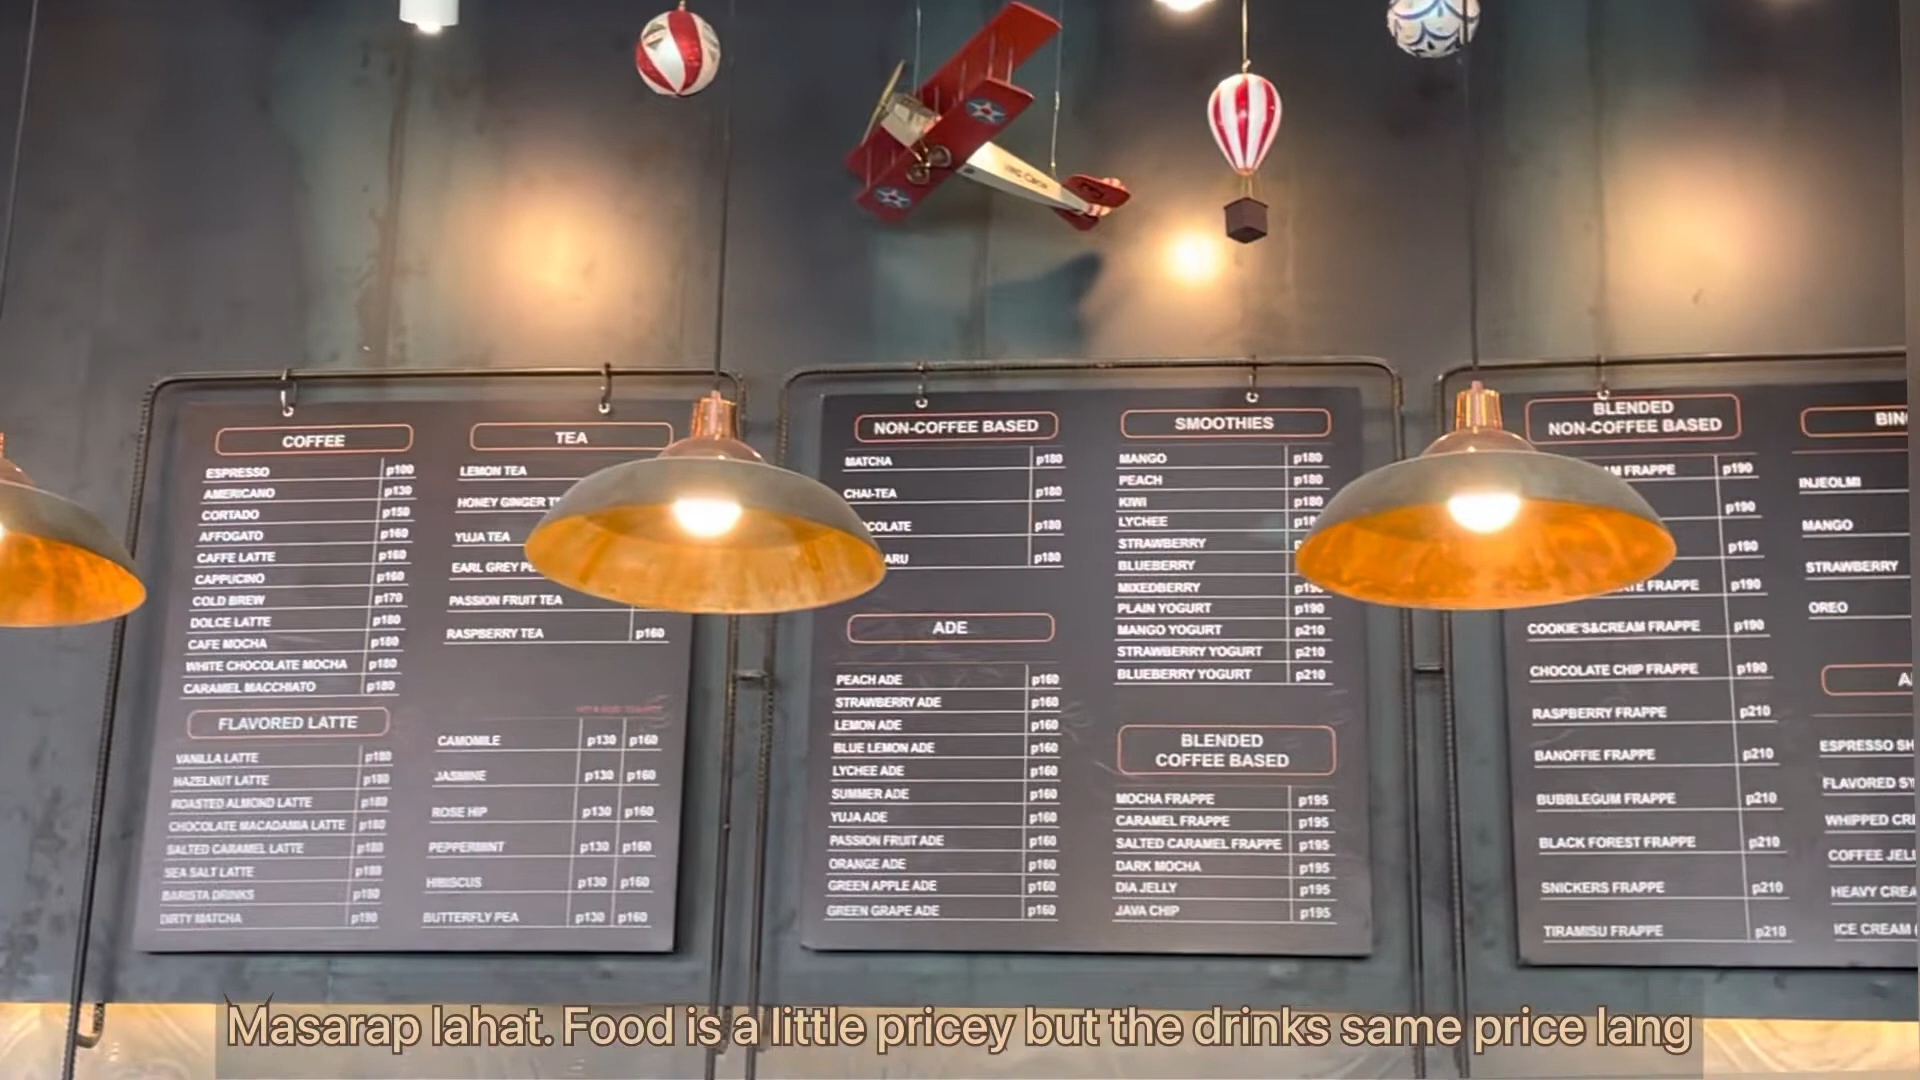 COFFEE
ESPRESSO p100
AMERICANO p130
CORTADO p150
AFFOGATO p160
CAFFE LATTE p160
CAPPUCINO p160
COLD BREW p170
DOLCE LATTE p180
CAFE MOCHA p180
WHITE CHOCOLATE MOCHA p180
CARAMEL MACCHIATO p180
FLAVORED LATTE
VANILLA LATTE p180
HAZELNUT LATTE p180
ROASTED ALMOND LATTE p180
CHOCOLATE MACADAMIA LATTE p180
SALTED CARAMEL LATTE p180
SEA SALT LATTE p180
BARISTA DRINKS p190
DIRTY MATCHA p190
TEA
LEMON TEA
HONEY GINGER
YUJA TEA
EARL GREY
PASSION FRUIT TEA
RASPBERRY TEA p160
CAMOMILE p130 p160
JASMINE p130 p160
ROSE HIP p130 p160
PEPPERMINT p130 p160
HIBISCUS p130 p160
BUTTERFLY PEA p130 p160
NON-COFFEE BASED
MATCHA p180
CHAI-TEA p180
p180
p180
ADE
PEACH ADE p160
STRAWBERRY ADE p160
LEMON ADE p160
BLUE LEMON ADE p160
LYCHEE ADE p160
SUMMER ADE p160
YUJA ADE p160
PASSION FRUIT ADE p160
ORANGE ADE p160
GREEN APPLE ADE p160
GREEN GRAPE ADE p160
SMOOTHIES
MANGO p180
PEACH p180
KIWI p180
LYCHEE
STRAWBERRY
BLUEBERRY
MIXEDBERRY p190
PLAIN YOGURT p190
MANGO YOGURT p210
STRAWBERRY YOGURT p210
BLUEBERRY YOGURT p210
BLENDED
COFFEE BASED
MOCHA FRAPPE p195
CARAMEL FRAPPE p195
SALTED CARAMEL FRAPPE p195
DARK MOCHA p195
DIA JELLY p195
JAVA CHIP p195
BLENDED
NON-COFFEE BASED
FRAPPE p190
p190
p190
FRAPPE p190
COOKIE'S&CREAM FRAPPE p190
CHOCOLATE CHIP FRAPPE p190
RASPBERRY FRAPPE p210
BANOFFIE FRAPPE p210
BUBBLEGUM FRAPPE p210
BLACK FOREST FRAPPE p210
SNICKERS FRAPPE p210
TIRAMISU FRAPPE p210
INJEOLMI
MANGO
STRAWBERRY
OREO
ESPRESSO
FLAVORED
WHIPPED
COFFEE
HEAVY
ICE CREAM
Masarap lahat. Food is a little pricey but the drinks same price lang